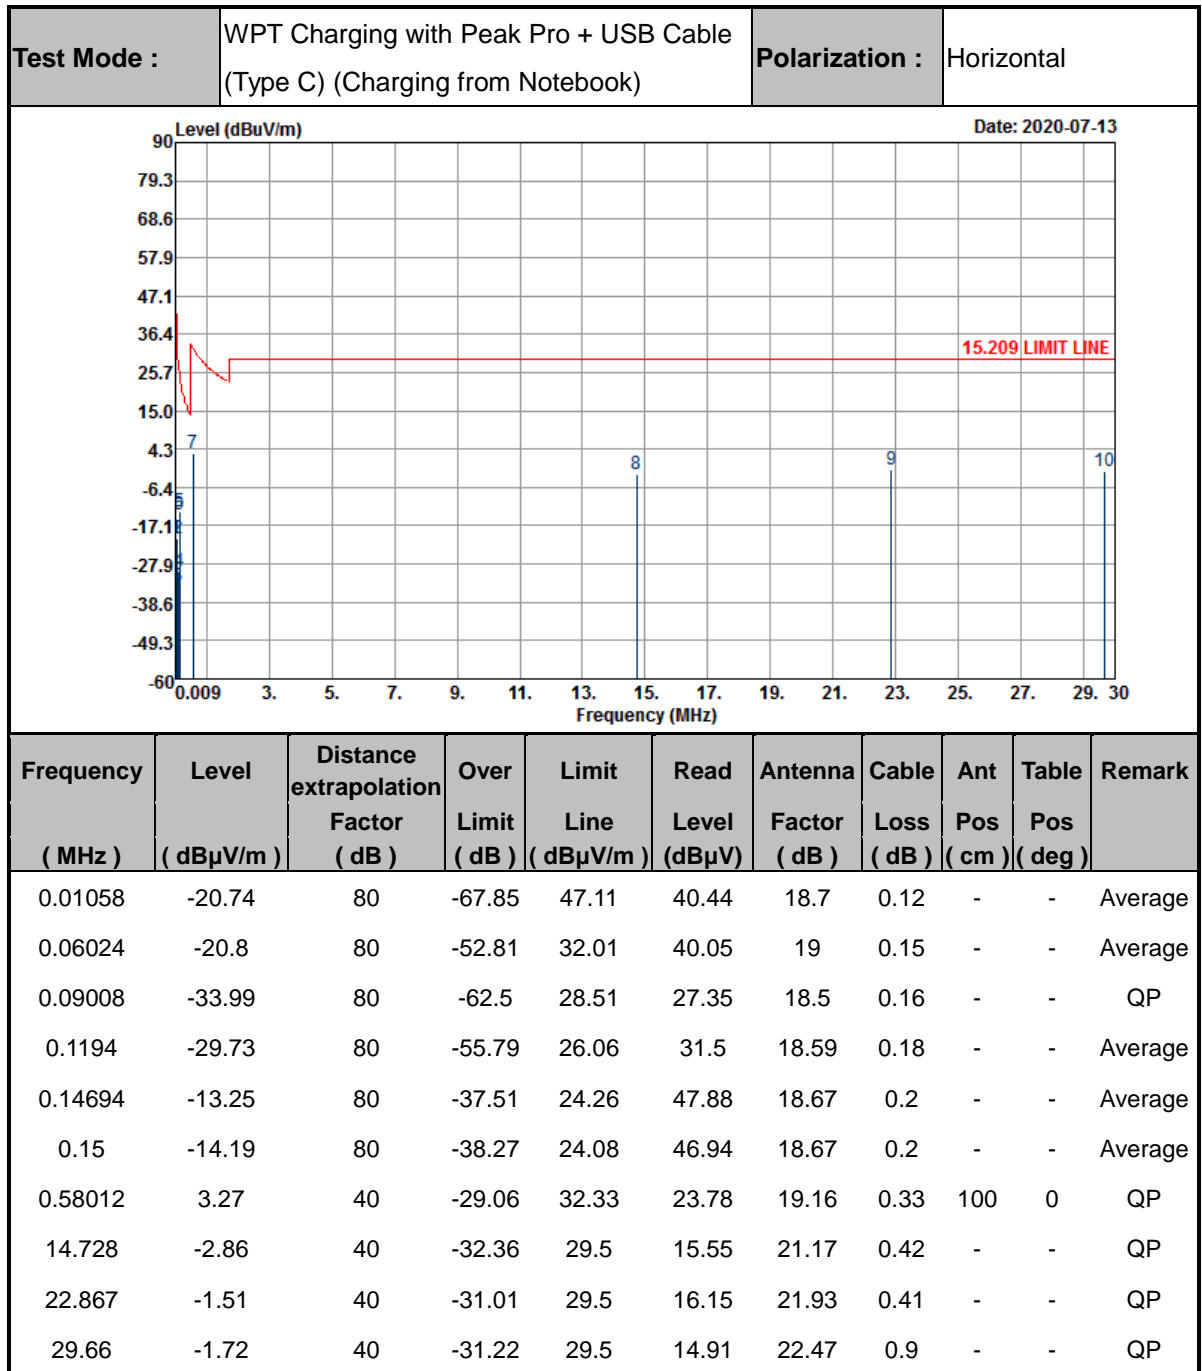 Test Mode : WPT Charging with Peak Pro + USB Cable (Type C) (Charging from Notebook) Polarization : Horizontal
Level (dBuV/m) Date: 2020-07-13
90
79.3
68.6
57.9
47.1
36.4
25.7
15.0
4.3
-6.4
-17.1
-27.9
-38.6
-49.3
-60
15.209 LIMIT LINE
7
8
9
10
0.009 3. 5. 7. 9. 11. 13. 15. 17. 19. 21. 23. 25. 27. 29. 30
Frequency (MHz)
Frequency Level Distance extrapolation Over Limit Read Antenna Cable Ant Table Remark
Factor Limit Line Level Factor Loss Pos Pos
( MHz ) ( dBµV/m ) ( dB ) ( dB ) ( dBµV/m ) (dBµV) ( dB ) ( dB ) ( cm ) ( deg )
0.01058 -20.74 80 -67.85 47.11 40.44 18.7 0.12 - - Average
0.06024 -20.8 80 -52.81 32.01 40.05 19 0.15 - - Average
0.09008 -33.99 80 -62.5 28.51 27.35 18.5 0.16 - - QP
0.1194 -29.73 80 -55.79 26.06 31.5 18.59 0.18 - - Average
0.14694 -13.25 80 -37.51 24.26 47.88 18.67 0.2 - - Average
0.15 -14.19 80 -38.27 24.08 46.94 18.67 0.2 - - Average
0.58012 3.27 40 -29.06 32.33 23.78 19.16 0.33 100 0 QP
14.728 -2.86 40 -32.36 29.5 15.55 21.17 0.42 - - QP
22.867 -1.51 40 -31.01 29.5 16.15 21.93 0.41 - - QP
29.66 -1.72 40 -31.22 29.5 14.91 22.47 0.9 - - QP